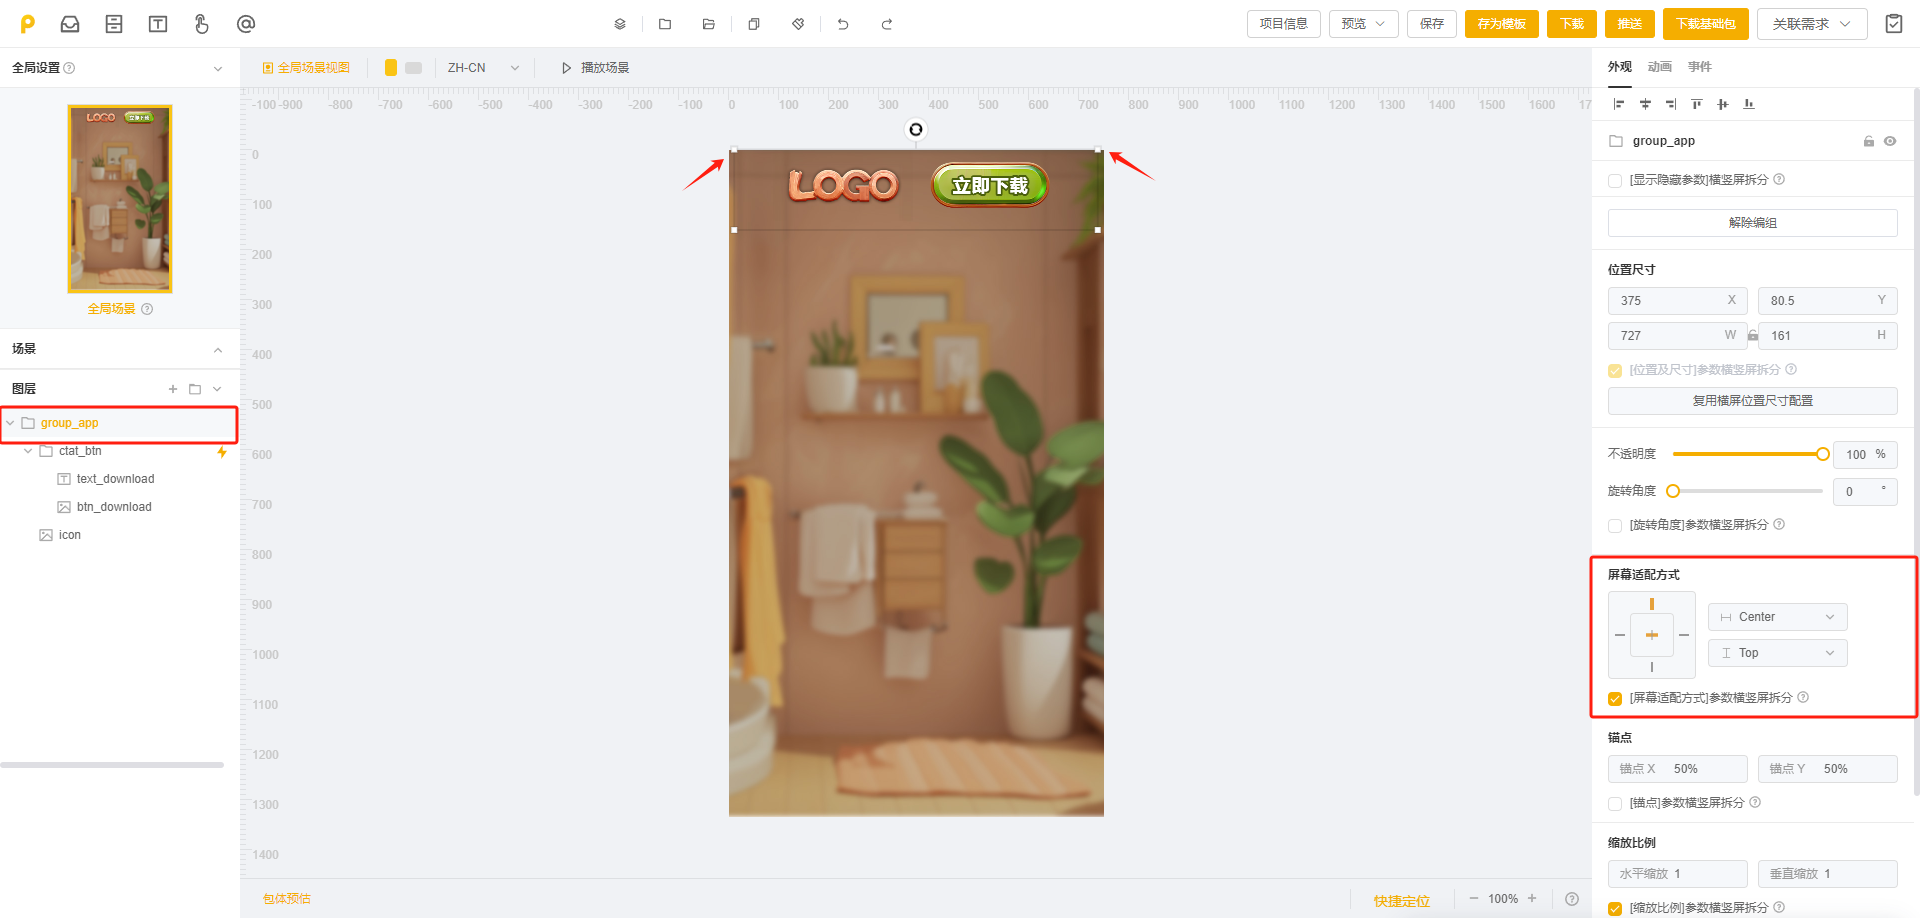 项目信息
预览
保存
存为模板
下载
推送
下载基础包
关联需求
全局设置
全局场景视图
ZH-CN
播放场景
外观
动画
事件
-100 -900 -800 -700 -600 -500 -400 -300 -200 -100 0 100 200 300 400 500 600 700 800 900 1000 1100 1200 1300 1400 1500 1600 17
0
100
200
300
400
500
600
700
800
900
1000
1100
1200
1300
1400
LOGO
立即下载
全局场景
场景
图层
group_app
ctat_btn
text_download
btn_download
icon
LOGO
立即下载
group_app
[显示隐藏参数]横竖屏拆分
解除编组
位置尺寸
375 X
80.5 Y
727 W
161 H
[位置及尺寸]参数横竖屏拆分
复用横屏位置尺寸配置
不透明度
100 %
旋转角度
0 °
[旋转角度]参数横竖屏拆分
屏幕适配方式
Center
Top
[屏幕适配方式]参数横竖屏拆分
锚点
锚点 X 50%
锚点 Y 50%
[锚点]参数横竖屏拆分
缩放比例
水平缩放 1
垂直缩放 1
[缩放比例]参数横竖屏拆分
包体预估
快捷定位
100%